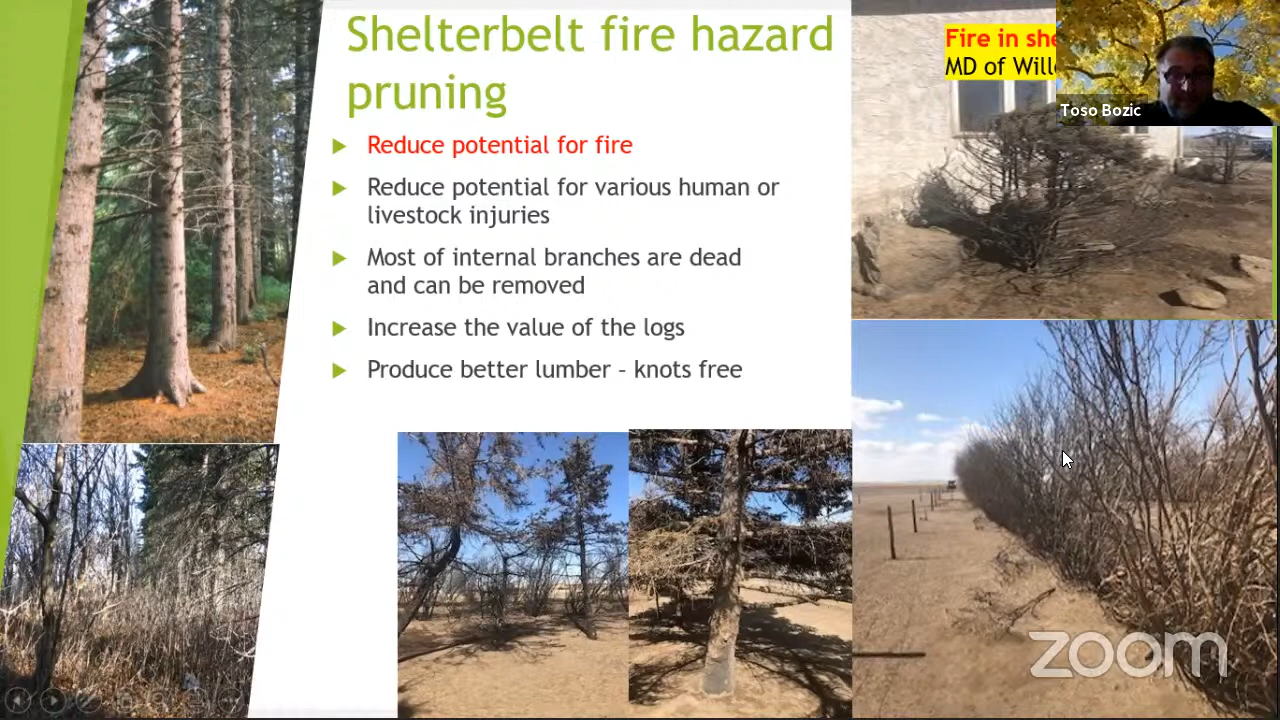 Shelterbelt fire hazard
pruning
Reduce potential for fire
Reduce potential for various human or
livestock injuries
Most of internal branches are dead
and can be removed
Increase the value of the logs
Produce better lumber – knots free
Fire in
MD of
Toso Bozic
zoom